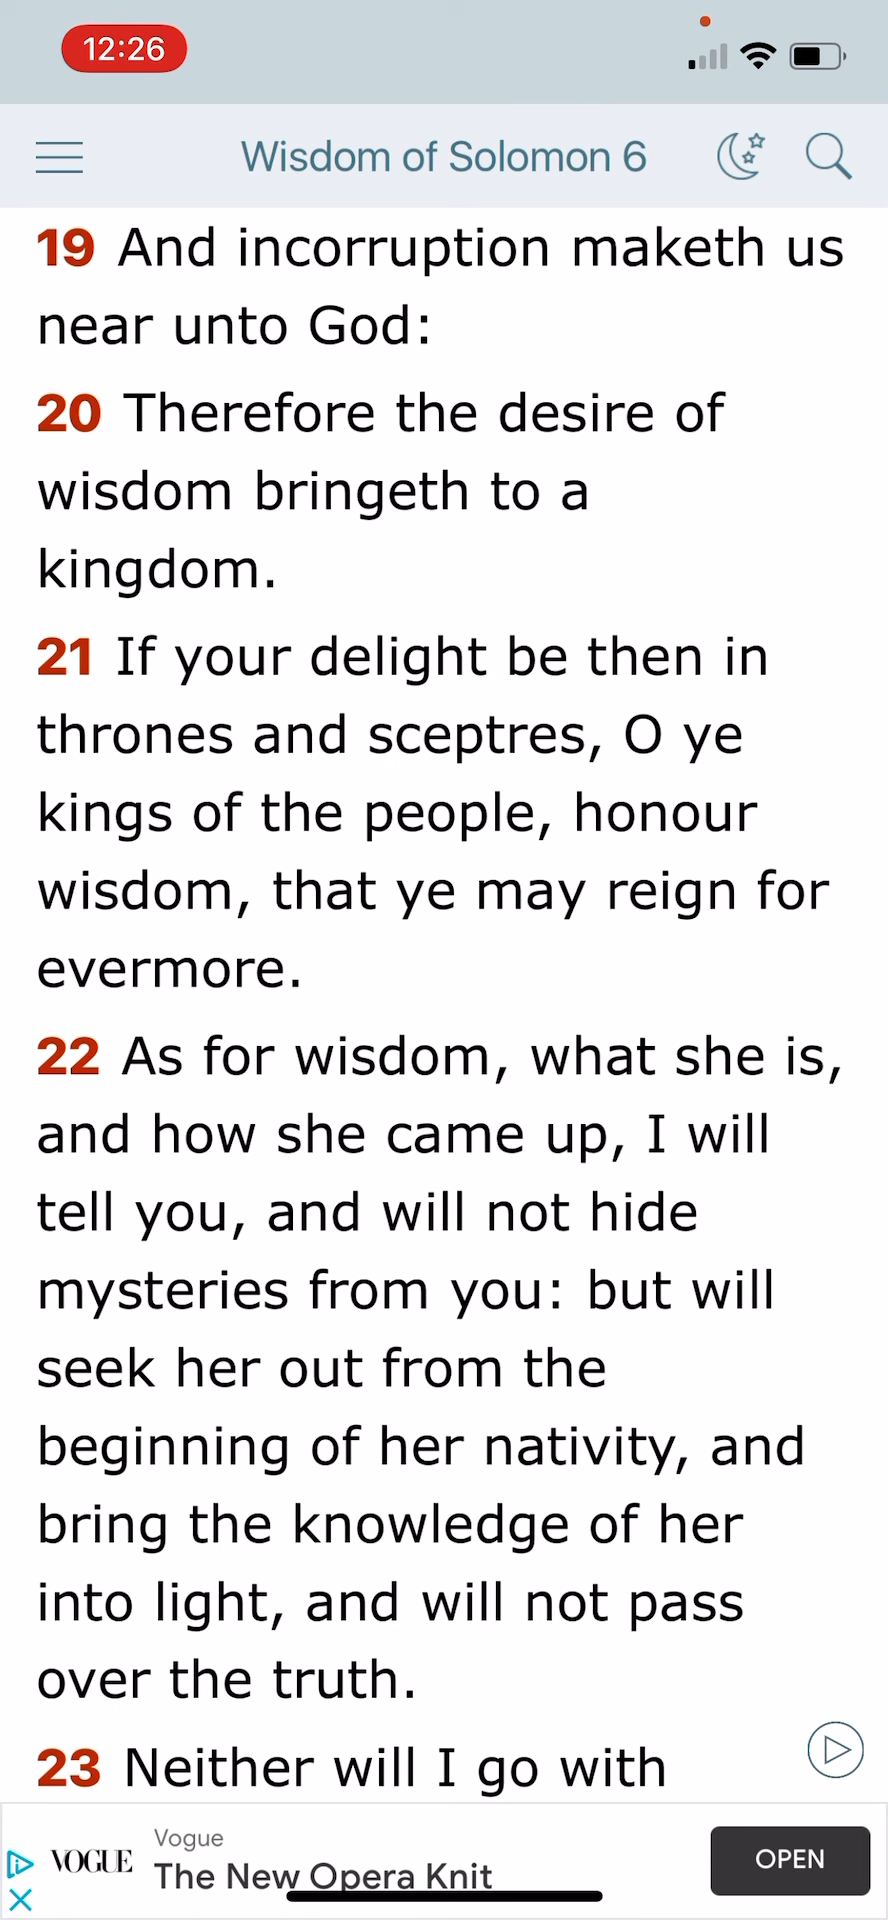 12:26
Wisdom of Solomon 6
19 And incorruption maketh us
near unto God:
20 Therefore the desire of
wisdom bringeth to a
kingdom.
21 If your delight be then in
thrones and sceptres, O ye
kings of the people, honour
wisdom, that ye may reign for
evermore.
22 As for wisdom, what she is,
and how she came up, I will
tell you, and will not hide
mysteries from you: but will
seek her out from the
beginning of her nativity, and
bring the knowledge of her
into light, and will not pass
over the truth.
23 Neither will I go with
Vogue
VOGUE
The New Opera Knit
OPEN